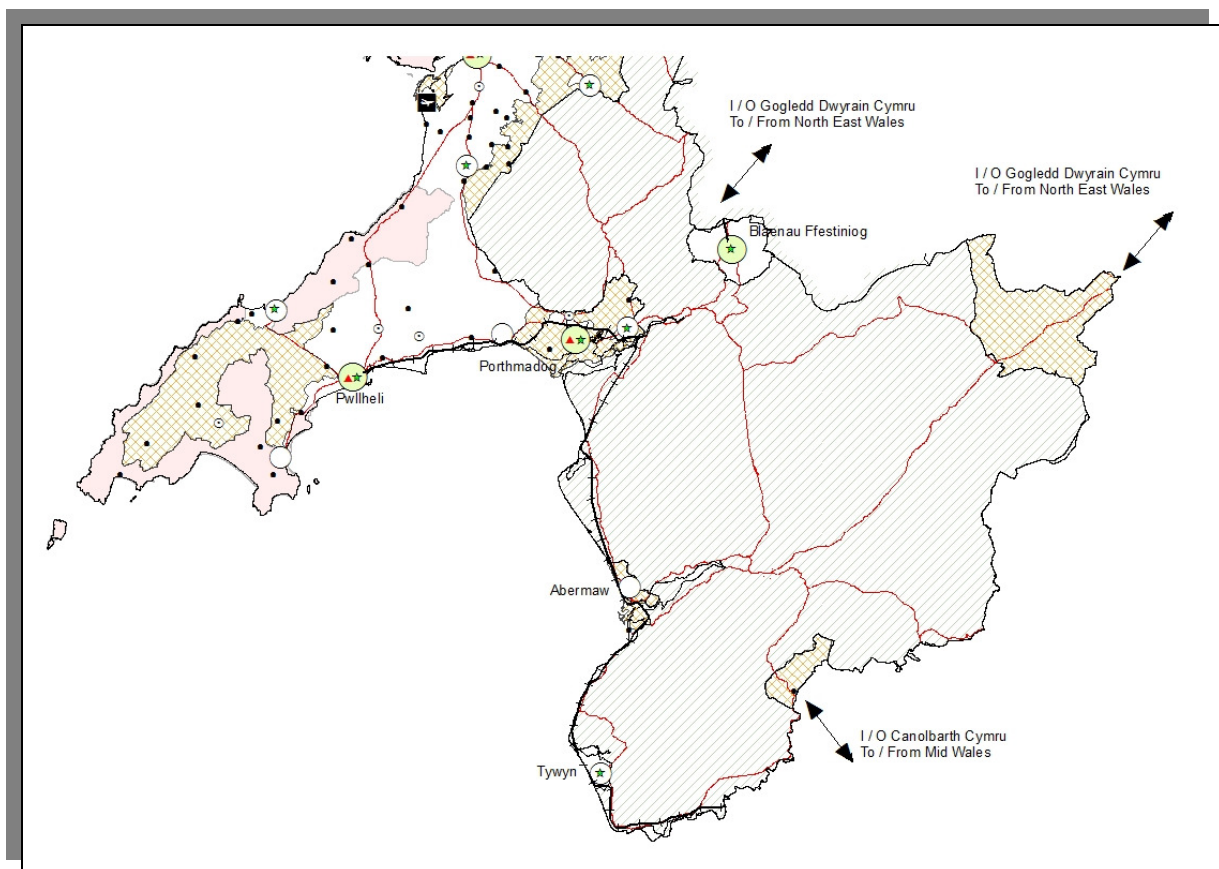 I / O Gogledd Dwyrain Cymru
To / From North East Wales
I / O Gogledd Dwyrain Cymru
To / From North East Wales
Blaenau Ffestiniog
Porthmadog
Pwllheli
Abermaw
I / O Canolbarth Cymru
To / From Mid Wales
Tywyn